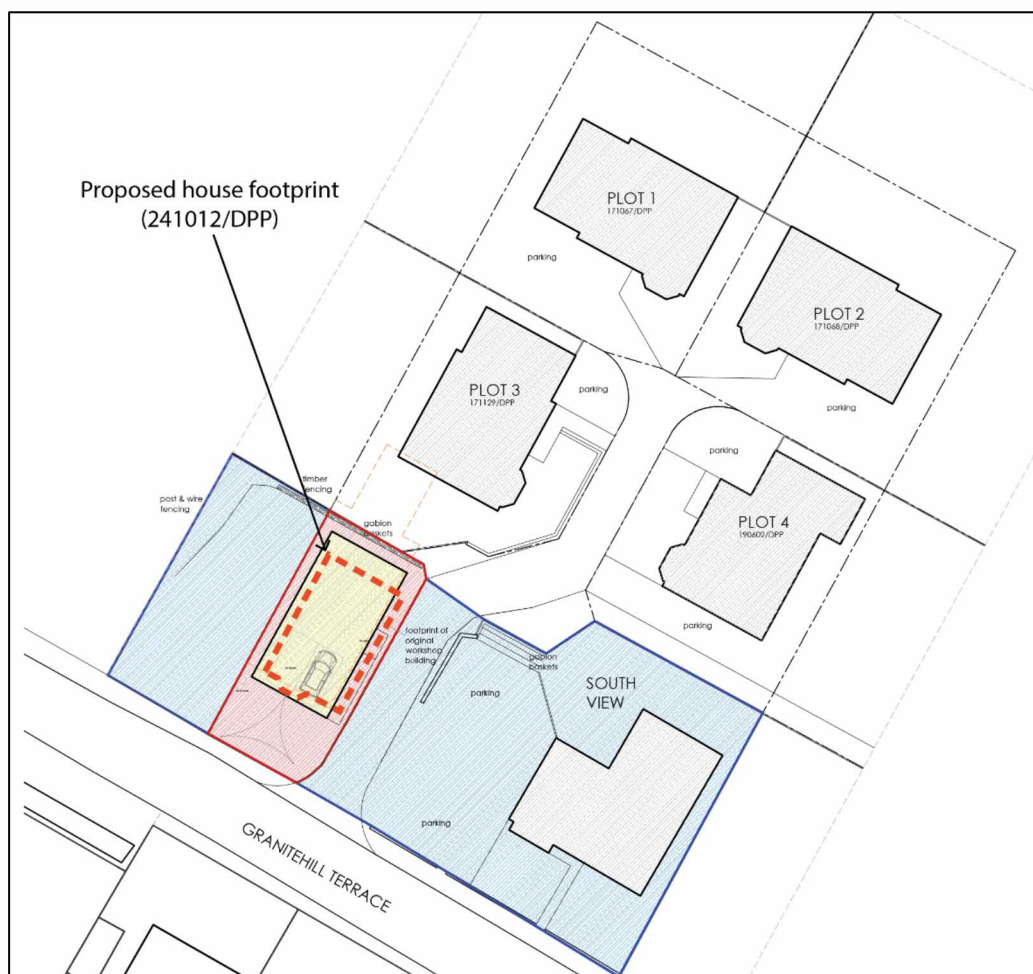 Proposed house footprint
(241012/DPP)
PLOT 1
171067/DPP
parking
PLOT 2
171068/DPP
parking
PLOT 3
171129/DPP
parking
parking
PLOT 4
190602/DPP
parking
timber
fencing
post & wire
fencing
gabion
baskets
footprint of
original
workshop
building
gabion
baskets
parking
SOUTH
VIEW
parking
GRANITEHILL TERRACE